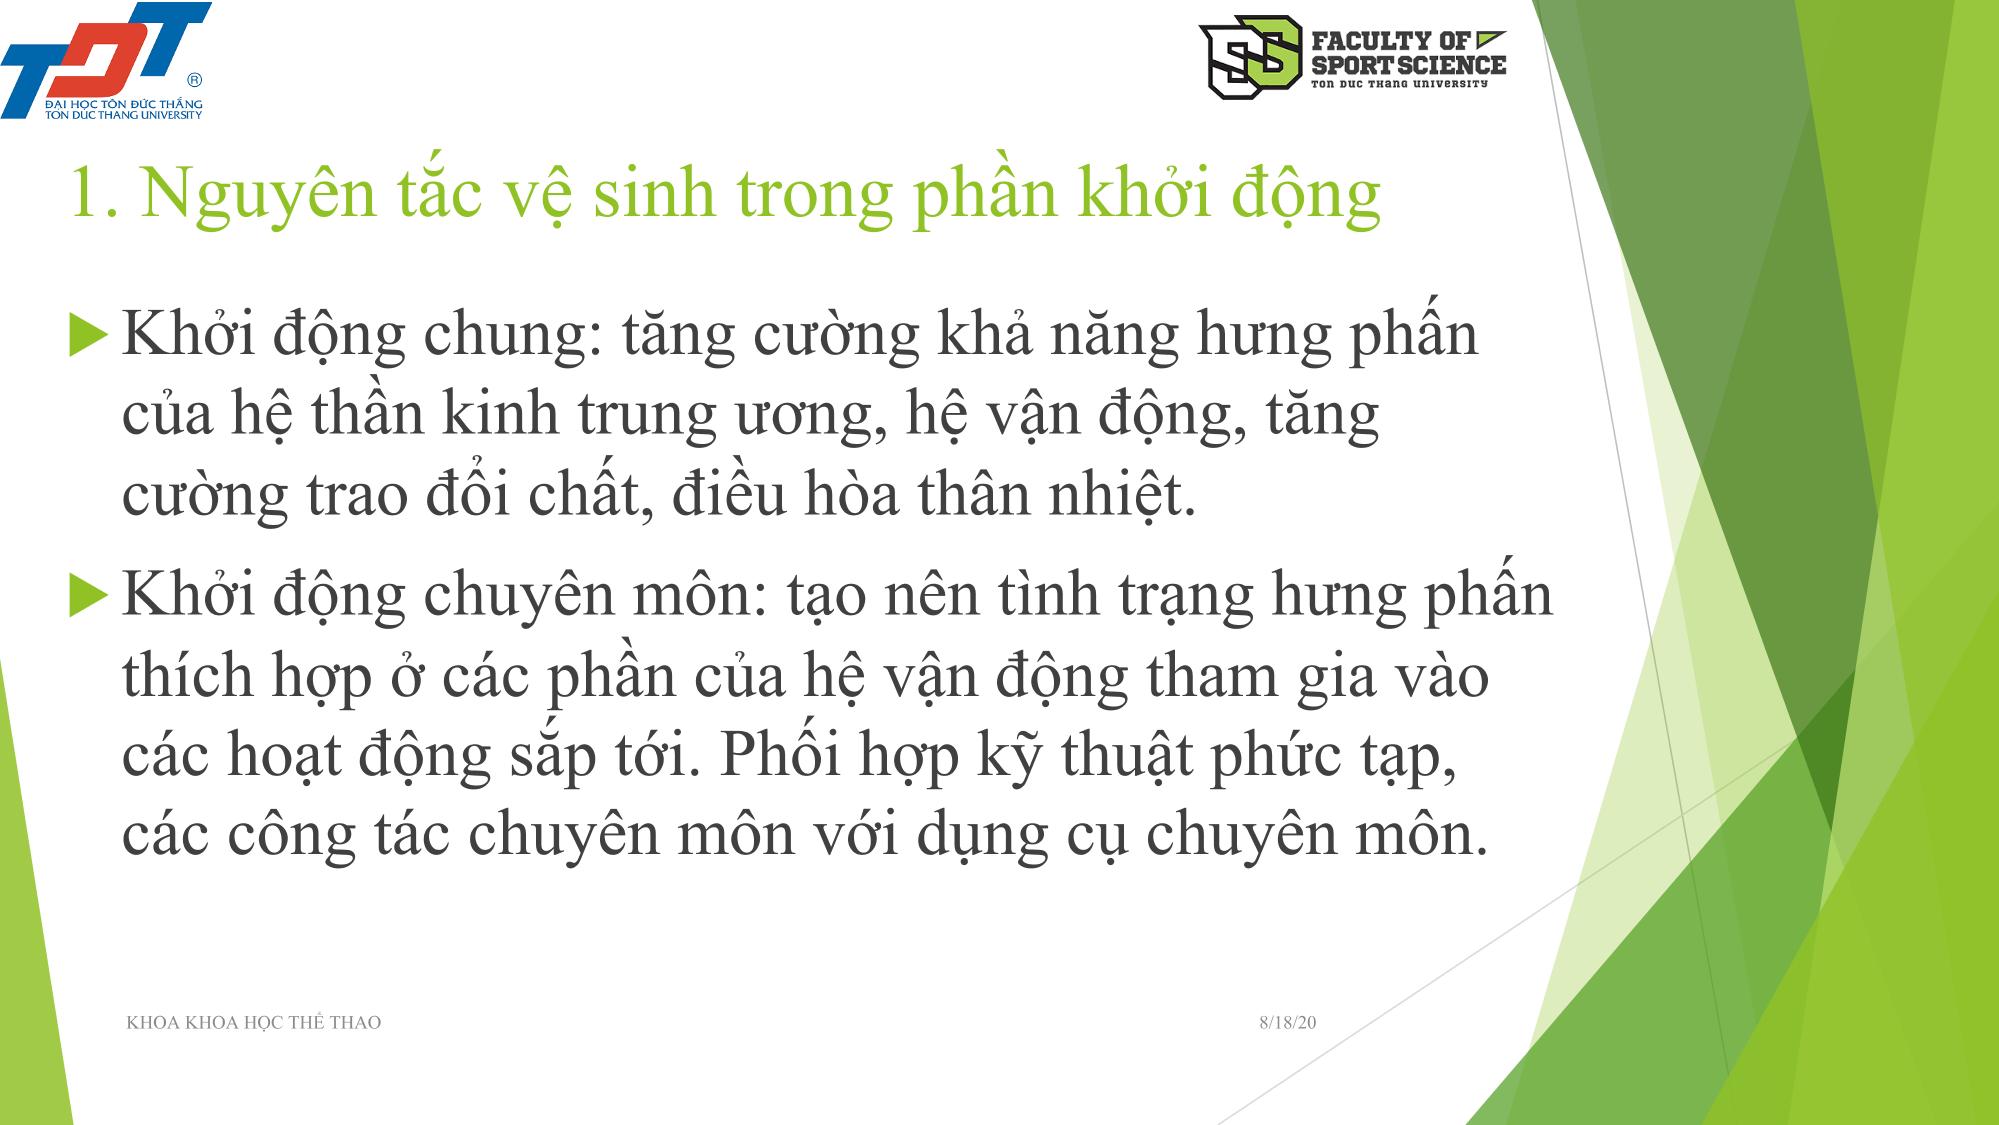 TDT ®
ĐẠI HỌC TÔN ĐỨC THẮNG
TON DUC THANG UNIVERSITY
SS
FACULTY OF
SPORT SCIENCE
TON DUC THANG UNIVERSITY
1. Nguyên tắc vệ sinh trong phần khởi động
Khởi động chung: tăng cường khả năng hưng phấn
của hệ thần kinh trung ương, hệ vận động, tăng
cường trao đổi chất, điều hòa thân nhiệt.
Khởi động chuyên môn: tạo nên tình trạng hưng phấn
thích hợp ở các phần của hệ vận động tham gia vào
các hoạt động sắp tới. Phối hợp kỹ thuật phức tạp,
các công tác chuyên môn với dụng cụ chuyên môn.
KHOA KHOA HỌC THỂ THAO
8/18/20